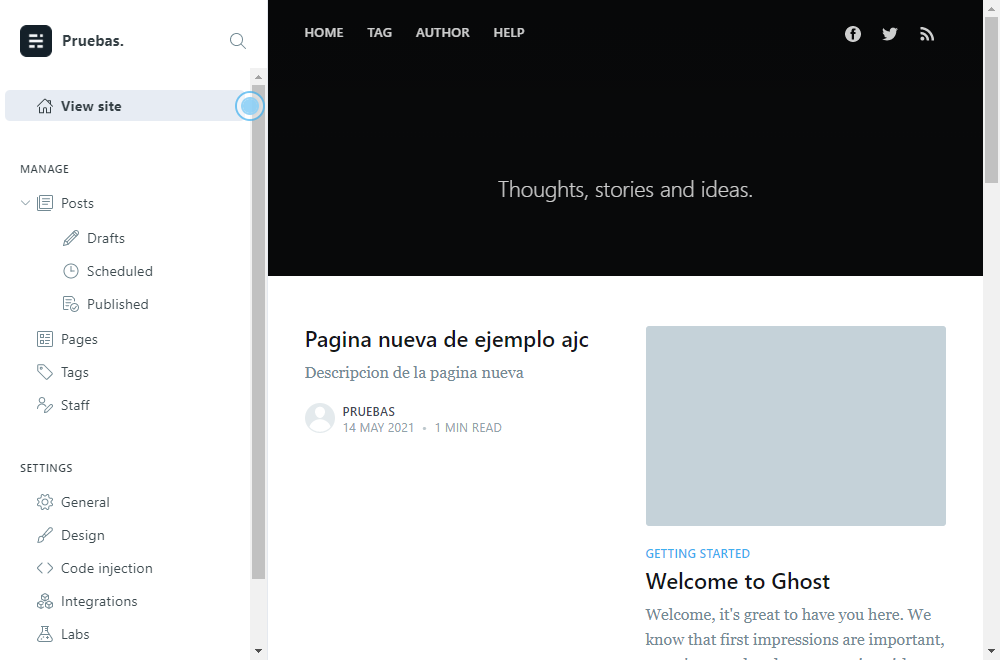 Pruebas.
View site
MANAGE
Posts
Drafts
Scheduled
Published
Pages
Tags
Staff
SETTINGS
General
Design
Code injection
Integrations
Labs
HOME TAG AUTHOR HELP
Thoughts, stories and ideas.
Pagina nueva de ejemplo ajc
Descripcion de la pagina nueva
PRUEBAS
14 MAY 2021 • 1 MIN READ
GETTING STARTED
Welcome to Ghost
Welcome, it's great to have you here. We
know that first impressions are important,